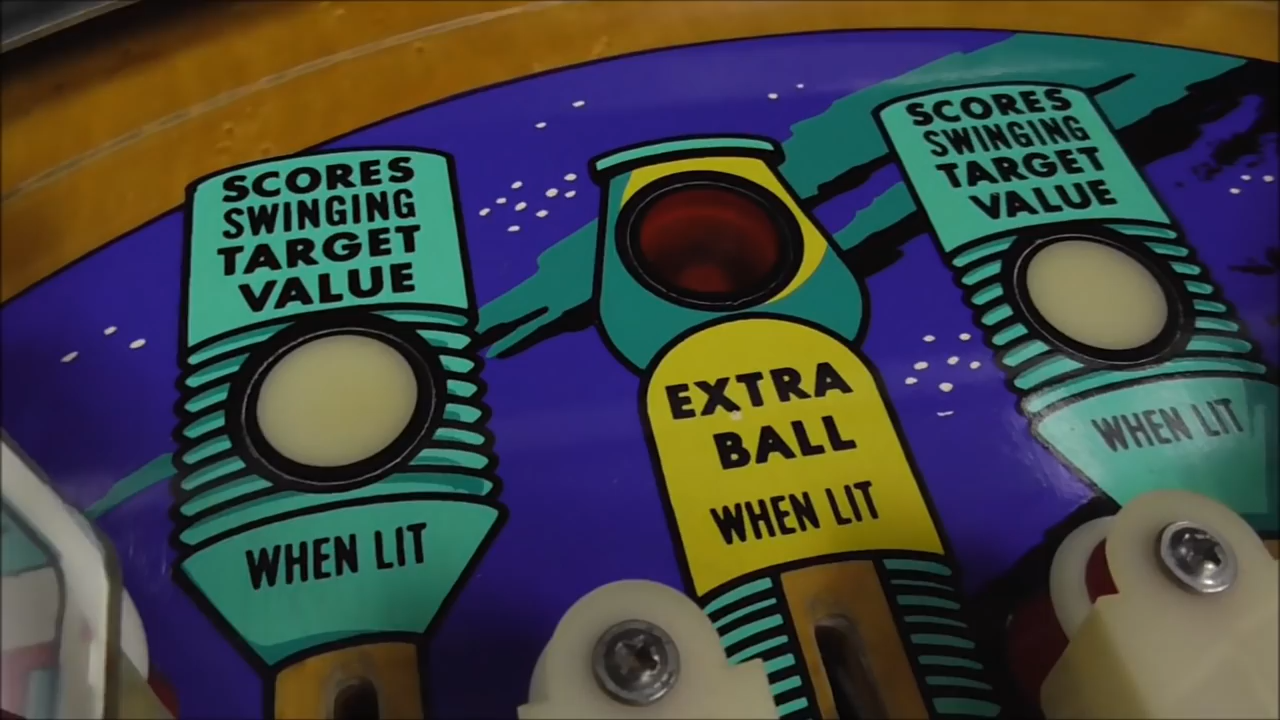 SCORES
SWINGING
TARGET
VALUE
WHEN LIT
EXTRA
BALL
WHEN LIT
SCORES
SWINGING
TARGET
VALUE
WHEN LIT